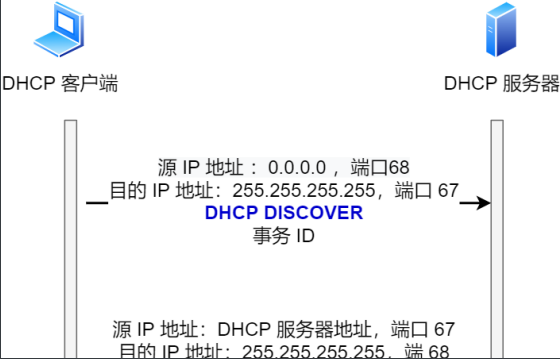 DHCP 客户端
DHCP 服务器
源 IP 地址 ：0.0.0.0 ，端口68
目的 IP 地址：255.255.255.255，端口 67
DHCP DISCOVER
事务 ID
源 IP 地址：DHCP 服务器地址，端口 67
目的 IP 地址：255.255.255.255, 端 68